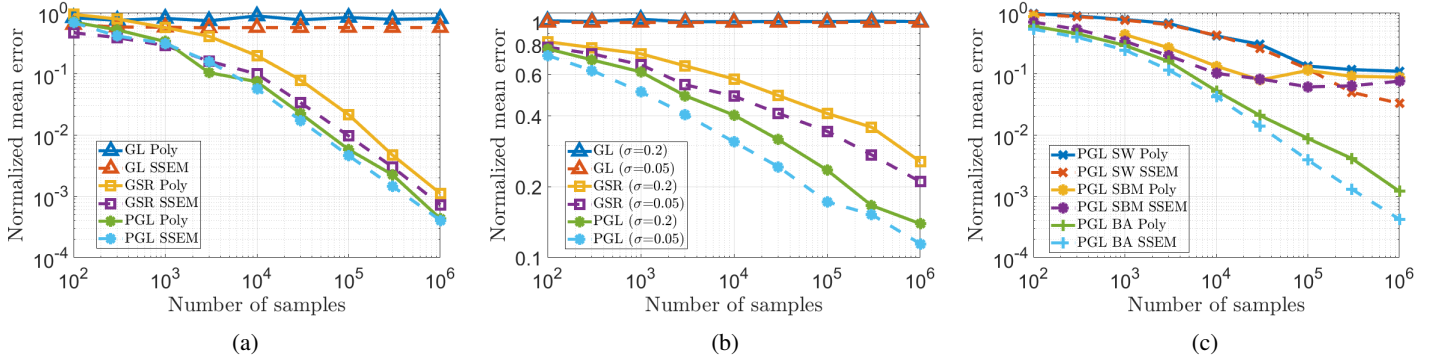 Normalized mean error
10^0
10^-1
10^-2
10^-3
10^-4
GL Poly
GL SSEM
GSR Poly
GSR SSEM
PGL Poly
PGL SSEM
10^2 10^3 10^4 10^5 10^6
Number of samples
(a)
Normalized mean error
1
0.8
0.6
0.4
0.2
0.1
GL (σ=0.2)
GL (σ=0.05)
GSR (σ=0.2)
GSR (σ=0.05)
PGL (σ=0.2)
PGL (σ=0.05)
10^2 10^3 10^4 10^5 10^6
Number of samples
(b)
Normalized mean error
10^0
10^-1
10^-2
10^-3
10^-4
PGL SW Poly
PGL SW SSEM
PGL SBM Poly
PGL SBM SSEM
PGL BA Poly
PGL BA SSEM
10^2 10^3 10^4 10^5 10^6
Number of samples
(c)